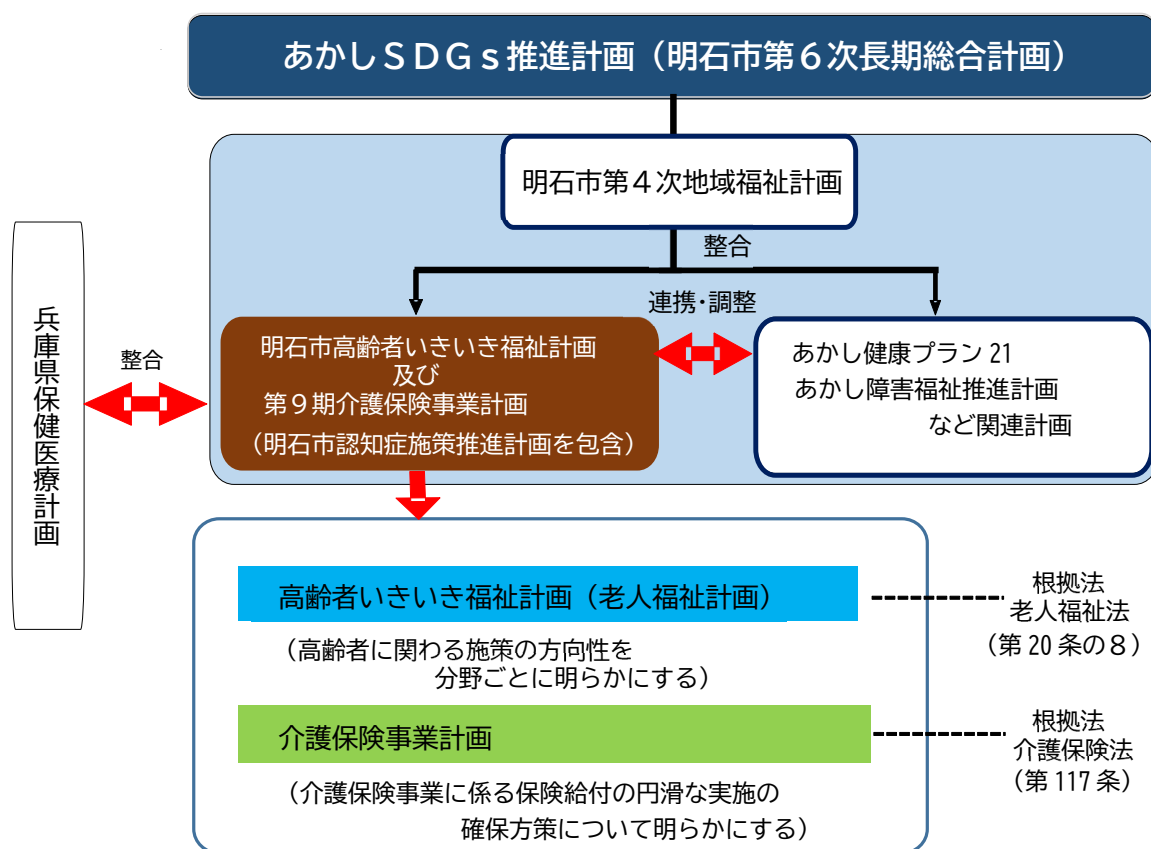 あかしＳＤＧｓ推進計画（明石市第６次長期総合計画）
明石市第４次地域福祉計画
整合
連携・調整
明石市高齢者いきいき福祉計画
及び
第９期介護保険事業計画
（明石市認知症施策推進計画を包含）
あかし健康プラン 21
あかし障害福祉推進計画
など関連計画
整合
兵庫県保健医療計画
高齢者いきいき福祉計画（老人福祉計画）
（高齢者に関わる施策の方向性を
分野ごとに明らかにする）
根拠法
老人福祉法
（第 20 条の８）
介護保険事業計画
（介護保険事業に係る保険給付の円滑な実施の
確保方策について明らかにする）
根拠法
介護保険法
（第 117 条）